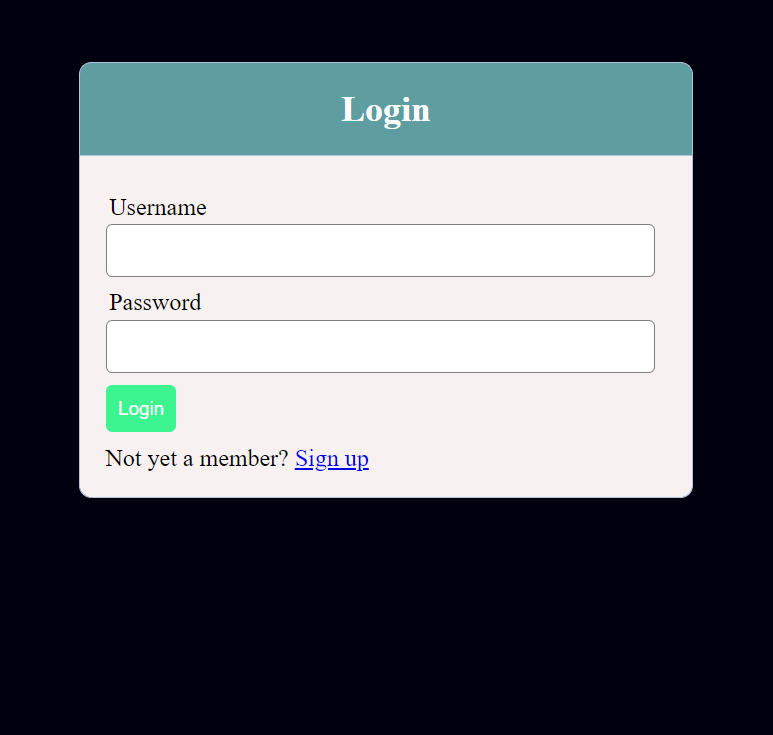 Login
Username
Password
Login
Not yet a member? Sign up